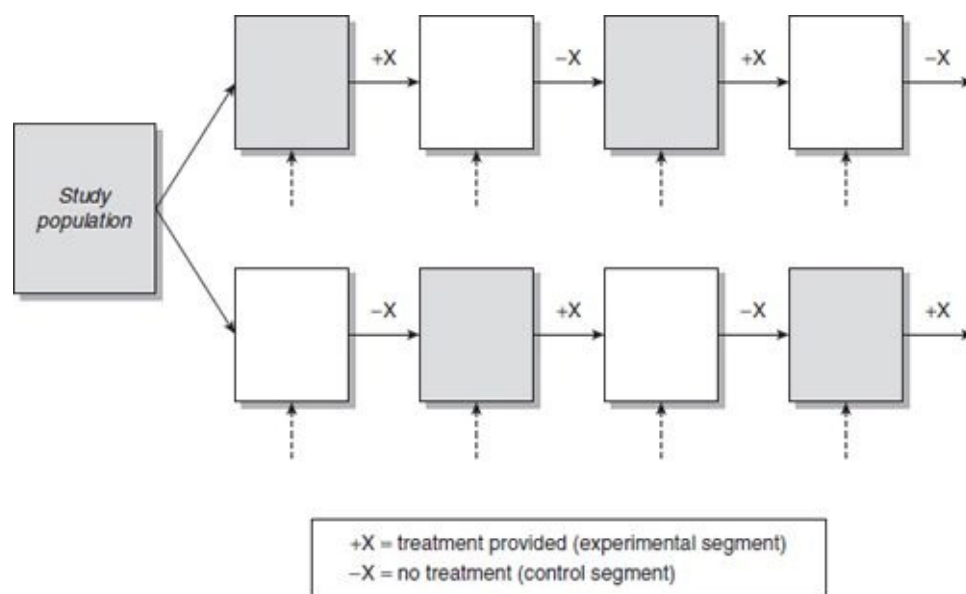 +X −X +X −X
Study
population
−X +X −X +X
+X = treatment provided (experimental segment)
−X = no treatment (control segment)